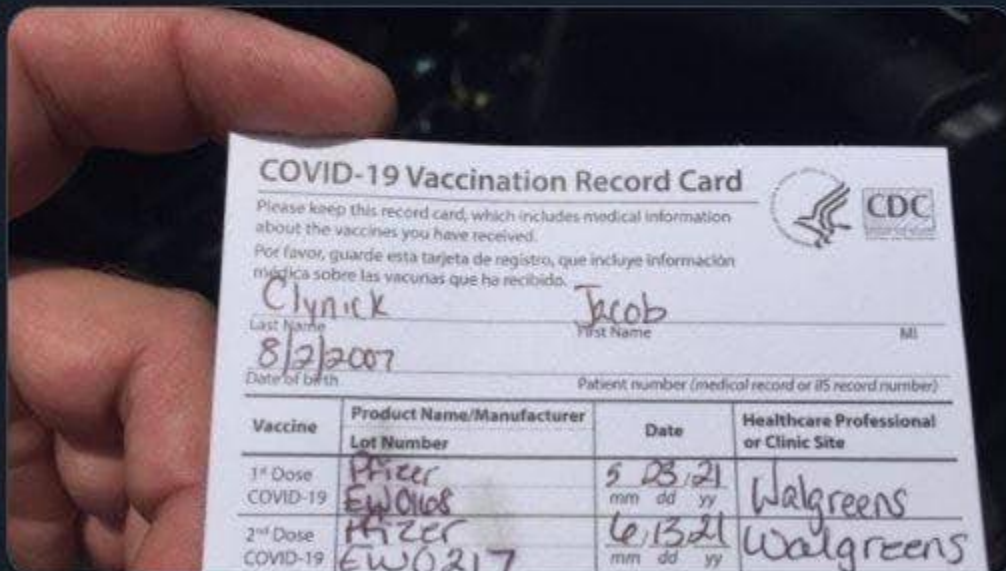 COVID-19 Vaccination Record Card
CDC
Please keep this record card, which includes medical information
about the vaccines you have received.
Por favor, guarde esta tarjeta de registro, que incluye información
médica sobre las vacunas que ha recibido.
Clynick Jacob
Last Name First Name MI
8/2/2007
Date of birth Patient number (medical record or IIS record number)
Vaccine Product Name/Manufacturer Date Healthcare Professional
Lot Number or Clinic Site
1st Dose Pfizer 5 23 21 Walgreens
COVID-19 EW0168 mm dd yy
2nd Dose Pfizer 6 13 21 Walgreens
COVID-19 EW0217 mm dd yy